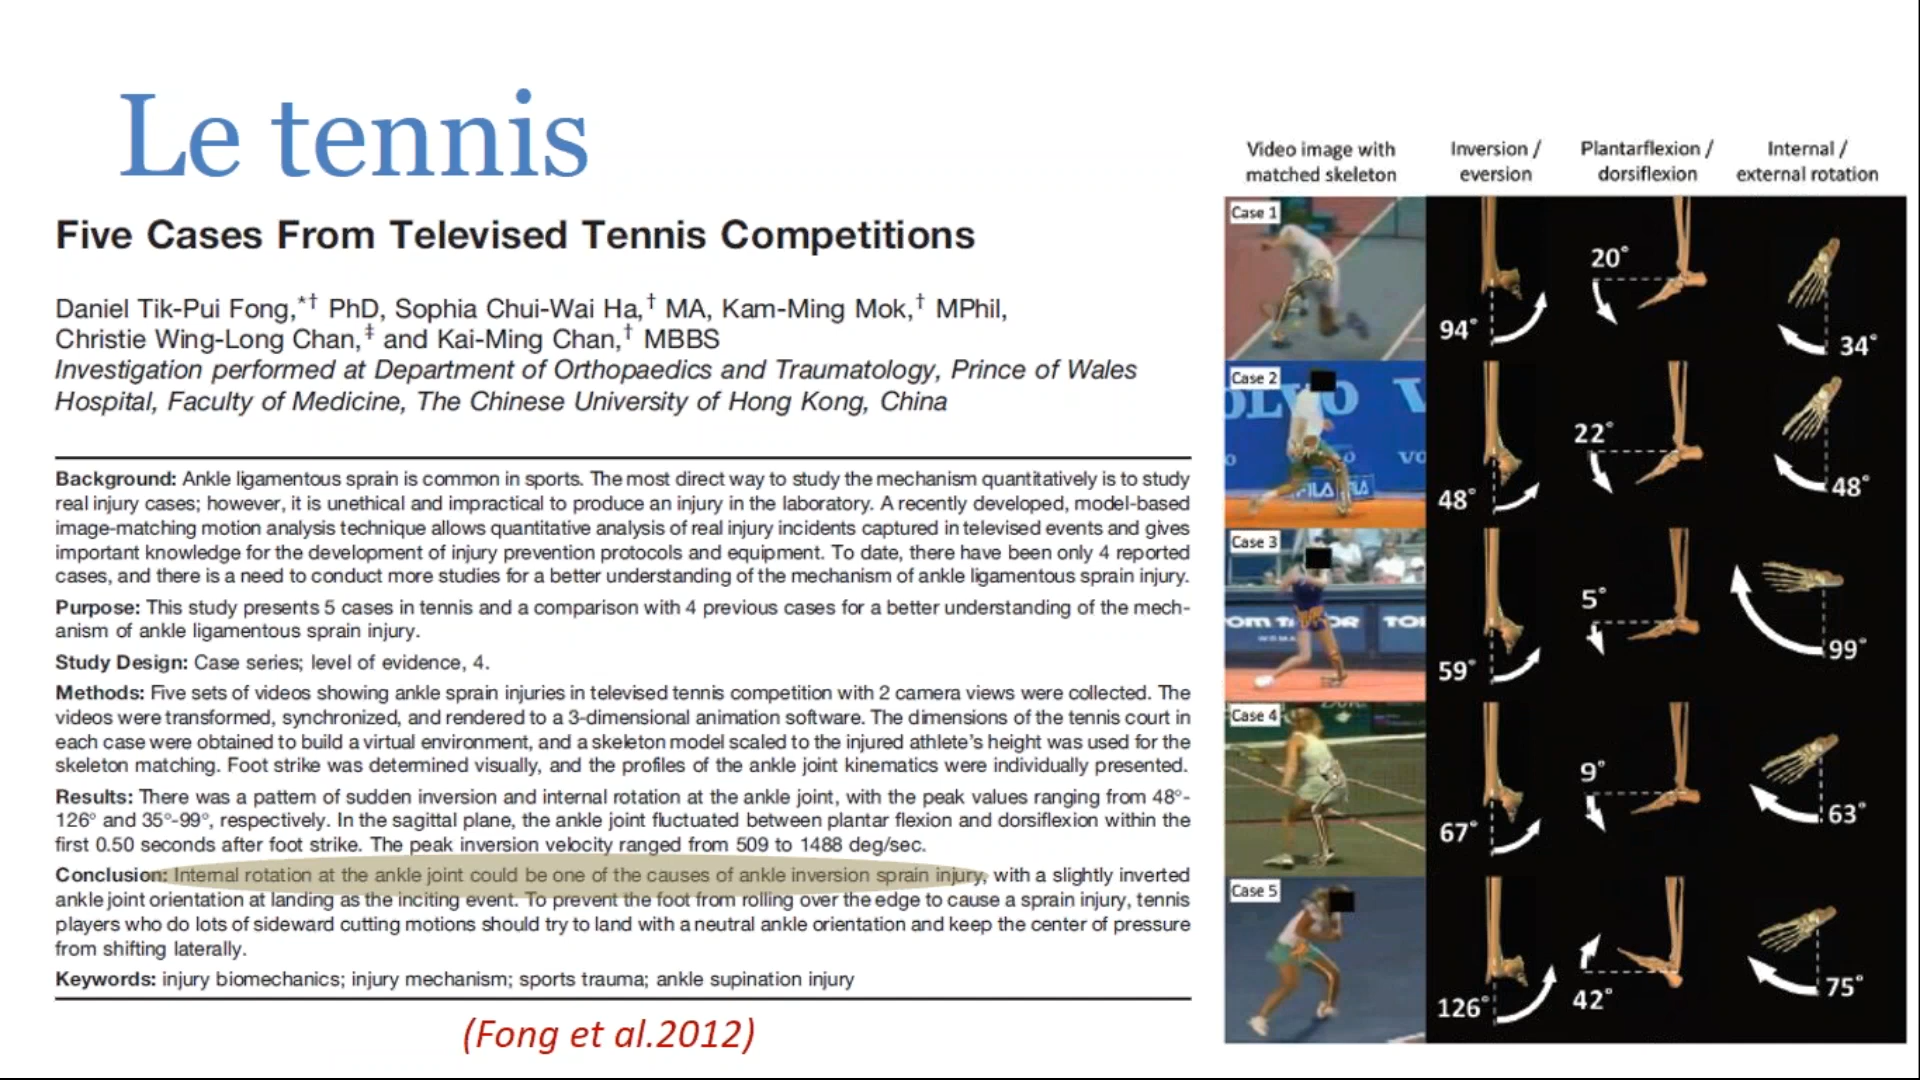 Le tennis
Five Cases From Televised Tennis Competitions
Daniel Tik-Pui Fong,*† PhD, Sophia Chui-Wai Ha,† MA, Kam-Ming Mok,† MPhil,
Christie Wing-Long Chan,‡ and Kai-Ming Chan,† MBBS
Investigation performed at Department of Orthopaedics and Traumatology, Prince of Wales
Hospital, Faculty of Medicine, The Chinese University of Hong Kong, China
Background: Ankle ligamentous sprain is common in sports. The most direct way to study the mechanism quantitatively is to study
real injury cases; however, it is unethical and impractical to produce an injury in the laboratory. A recently developed, model-based
image-matching motion analysis technique allows quantitative analysis of real injury incidents captured in televised events and gives
important knowledge for the development of injury prevention protocols and equipment. To date, there have been only 4 reported
cases, and there is a need to conduct more studies for a better understanding of the mechanism of ankle ligamentous sprain injury.
Purpose: This study presents 5 cases in tennis and a comparison with 4 previous cases for a better understanding of the mech-
anism of ankle ligamentous sprain injury.
Study Design: Case series; level of evidence, 4.
Methods: Five sets of videos showing ankle sprain injuries in televised tennis competition with 2 camera views were collected. The
videos were transformed, synchronized, and rendered to a 3-dimensional animation software. The dimensions of the tennis court in
each case were obtained to build a virtual environment, and a skeleton model scaled to the injured athlete's height was used for the
skeleton matching. Foot strike was determined visually, and the profiles of the ankle joint kinematics were individually presented.
Results: There was a pattern of sudden inversion and internal rotation at the ankle joint, with the peak values ranging from 48°-
126° and 35°-99°, respectively. In the sagittal plane, the ankle joint fluctuated between plantar flexion and dorsiflexion within the
first 0.50 seconds after foot strike. The peak inversion velocity ranged from 509 to 1488 deg/sec.
Conclusion: Internal rotation at the ankle joint could be one of the causes of ankle inversion sprain injury, with a slightly inverted
ankle joint orientation at landing as the inciting event. To prevent the foot from rolling over the edge to cause a sprain injury, tennis
players who do lots of sideward cutting motions should try to land with a neutral ankle orientation and keep the center of pressure
from shifting laterally.
Keywords: injury biomechanics; injury mechanism; sports trauma; ankle supination injury
(Fong et al.2012)
Video image with
matched skeleton
Inversion /
eversion
Plantarflexion /
dorsiflexion
Internal /
external rotation
Case 1
94°
20°
34°
Case 2
FILA
48°
22°
48°
Case 3
59°
5°
99°
Case 4
67°
9°
63°
Case 5
126°
42°
75°